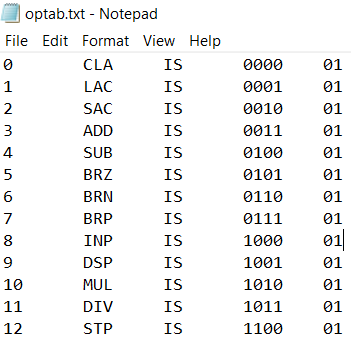 optab.txt - Notepad
File Edit Format View Help
0 CLA IS 0000 01
1 LAC IS 0001 01
2 SAC IS 0010 01
3 ADD IS 0011 01
4 SUB IS 0100 01
5 BRZ IS 0101 01
6 BRN IS 0110 01
7 BRP IS 0111 01
8 INP IS 1000 01
9 DSP IS 1001 01
10 MUL IS 1010 01
11 DIV IS 1011 01
12 STP IS 1100 01